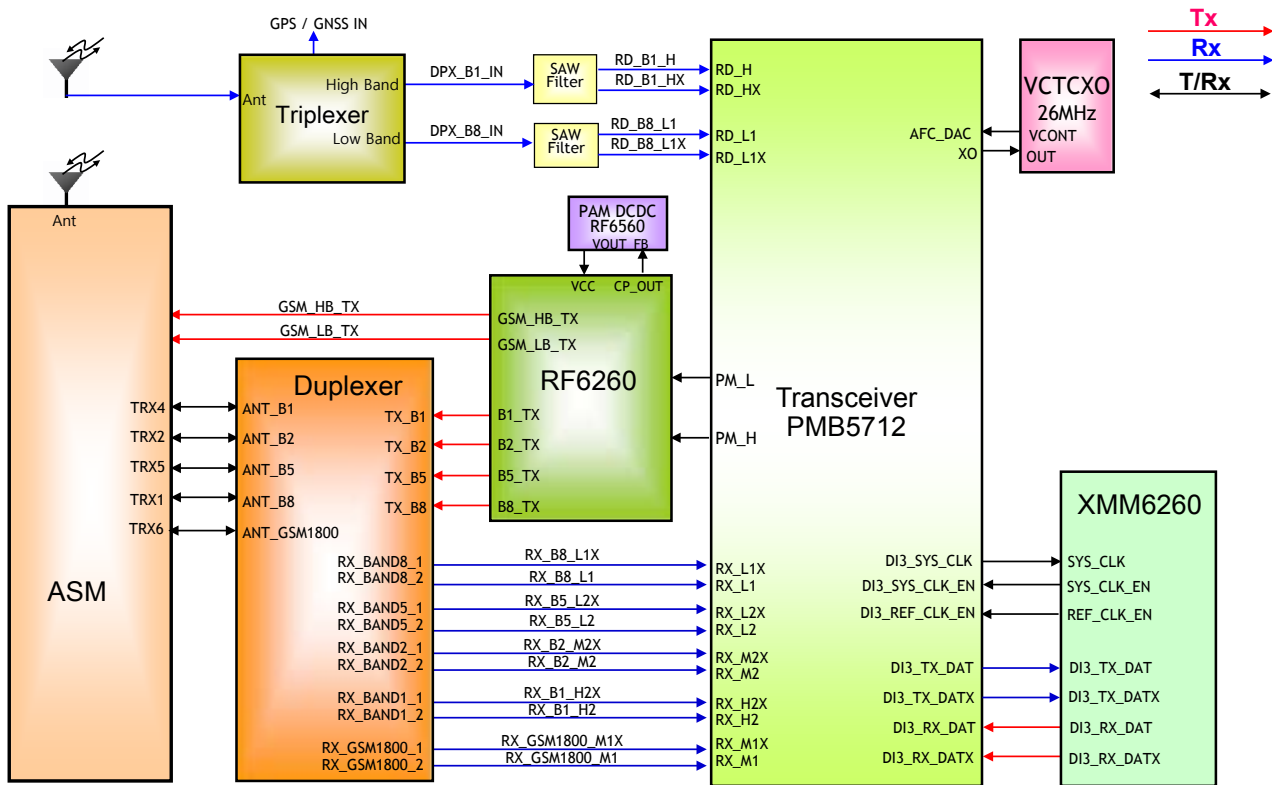 GPS / GNSS IN
Ant
Triplexer
High Band
Low Band
DPX_B1_IN
DPX_B8_IN
SAW
Filter
SAW
Filter
RD_B1_H
RD_B1_HX
RD_B8_L1
RD_B8_L1X
RD_H
RD_HX
RD_L1
RD_L1X
AFC_DAC
XO
VCTCXO
26MHz
VCONT
OUT
Tx
Rx
T/Rx
Ant
PAM DCDC
RF6560
VOUT FB
VCC CP_OUT
GSM_HB_TX
GSM_LB_TX
GSM_HB_TX
GSM_LB_TX
RF6260
B1_TX
B2_TX
B5_TX
B8_TX
PM_L
PM_H
Transceiver
PMB5712
Duplexer
TRX4
TRX2
TRX5
TRX1
TRX6
ASM
ANT_B1
ANT_B2
ANT_B5
ANT_B8
ANT_GSM1800
TX_B1
TX_B2
TX_B5
TX_B8
RX_BAND8_1
RX_BAND8_2
RX_BAND5_1
RX_BAND5_2
RX_BAND2_1
RX_BAND2_2
RX_BAND1_1
RX_BAND1_2
RX_GSM1800_1
RX_GSM1800_2
RX_B8_L1X
RX_B8_L1
RX_B5_L2X
RX_B5_L2
RX_B2_M2X
RX_B2_M2
RX_B1_H2X
RX_B1_H2
RX_GSM1800_M1X
RX_GSM1800_M1
RX_L1X
RX_L1
RX_L2X
RX_L2
RX_M2X
RX_M2
RX_H2X
RX_H2
RX_M1X
RX_M1
DI3_SYS_CLK
DI3_SYS_CLK_EN
DI3_REF_CLK_EN
DI3_TX_DAT
DI3_TX_DATX
DI3_RX_DAT
DI3_RX_DATX
XMM6260
SYS_CLK
SYS_CLK_EN
REF_CLK_EN
DI3_TX_DAT
DI3_TX_DATX
DI3_RX_DAT
DI3_RX_DATX